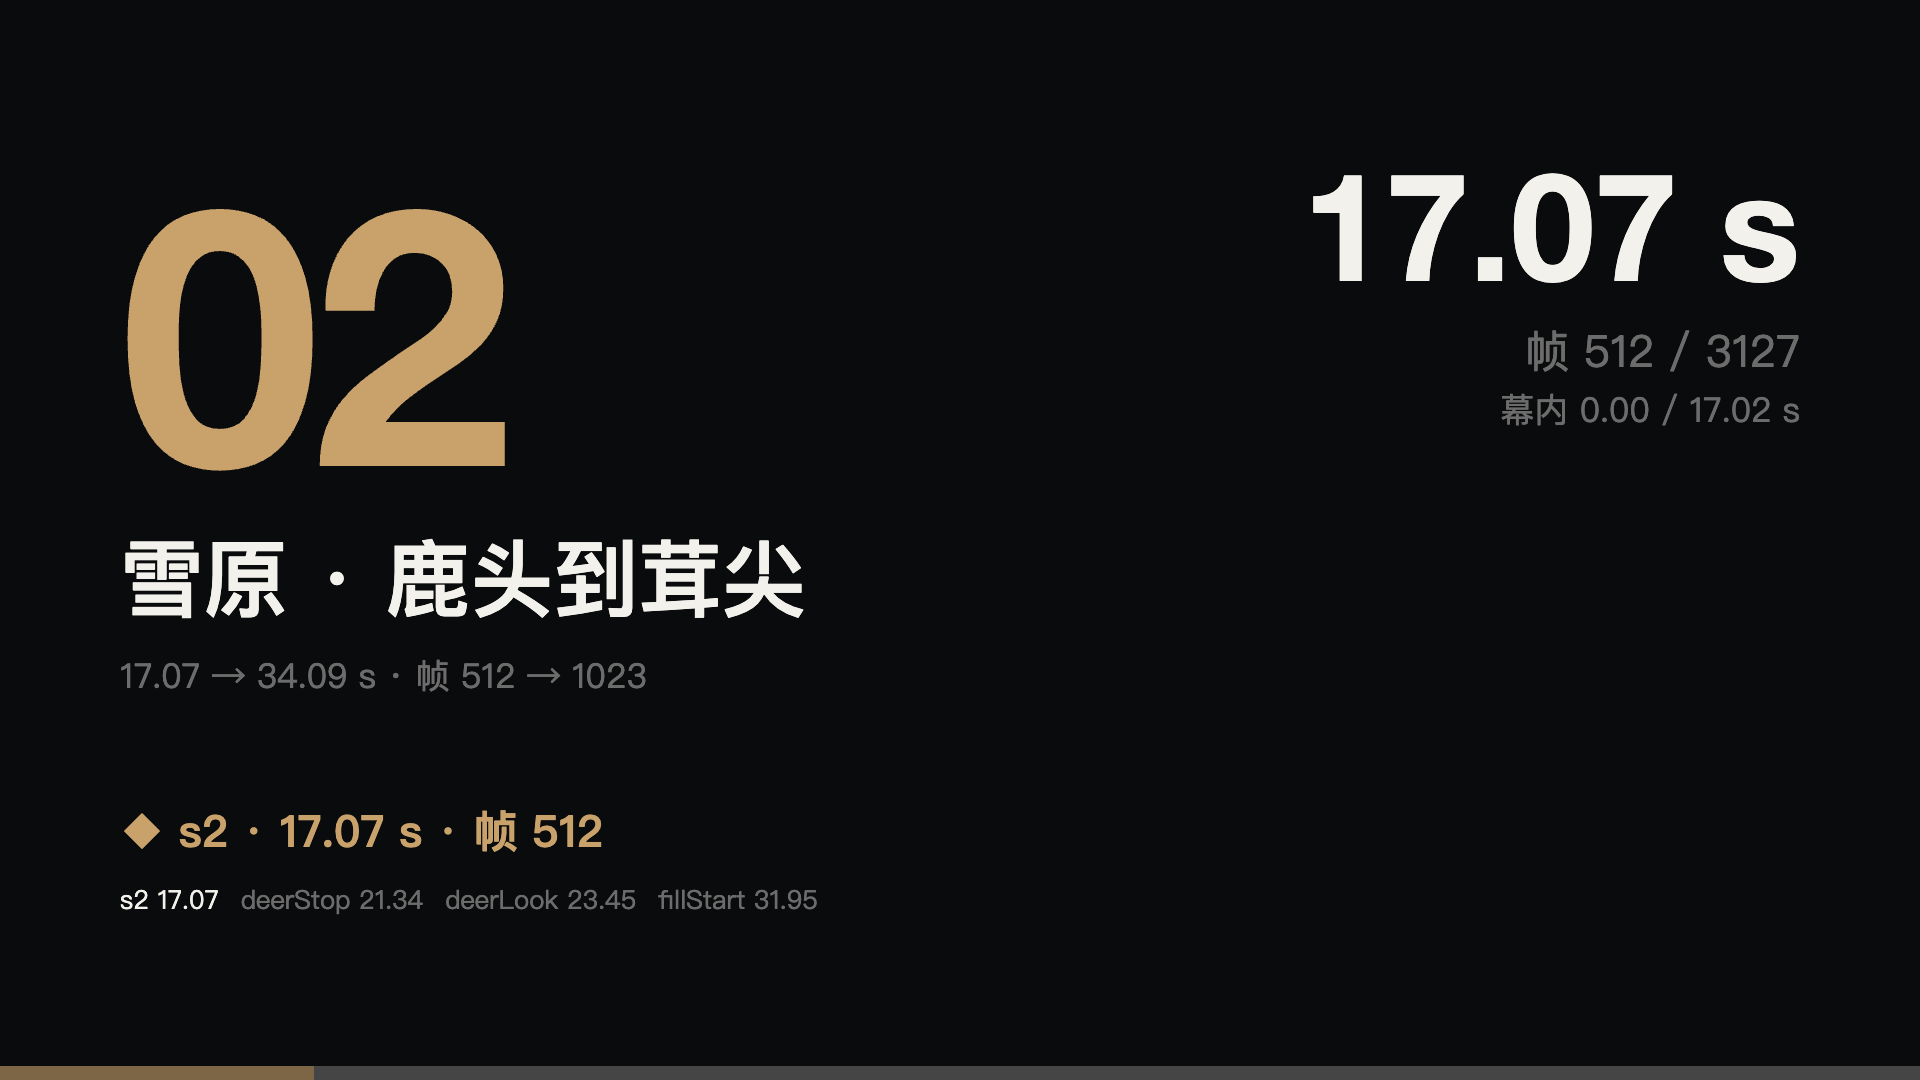 02
雪原 · 鹿头到茸尖
17.07 → 34.09 s · 帧 512 → 1023
◆ s2 · 17.07 s · 帧 512
s2 17.07 deerStop 21.34 deerLook 23.45 fillStart 31.95
17.07 s
帧 512 / 3127
幕内 0.00 / 17.02 s